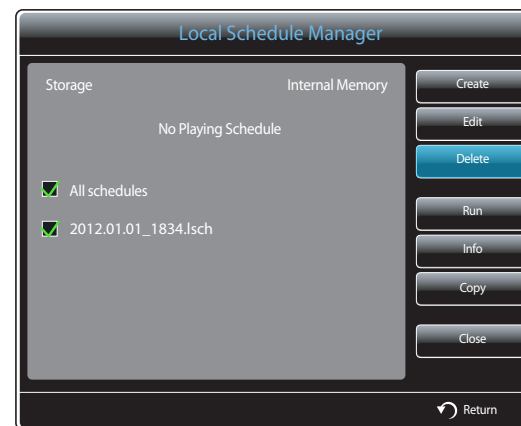 Local Schedule Manager
Storage Internal Memory
No Playing Schedule
All schedules
2012.01.01_1834.lsch
Create
Edit
Delete
Run
Info
Copy
Close
Return